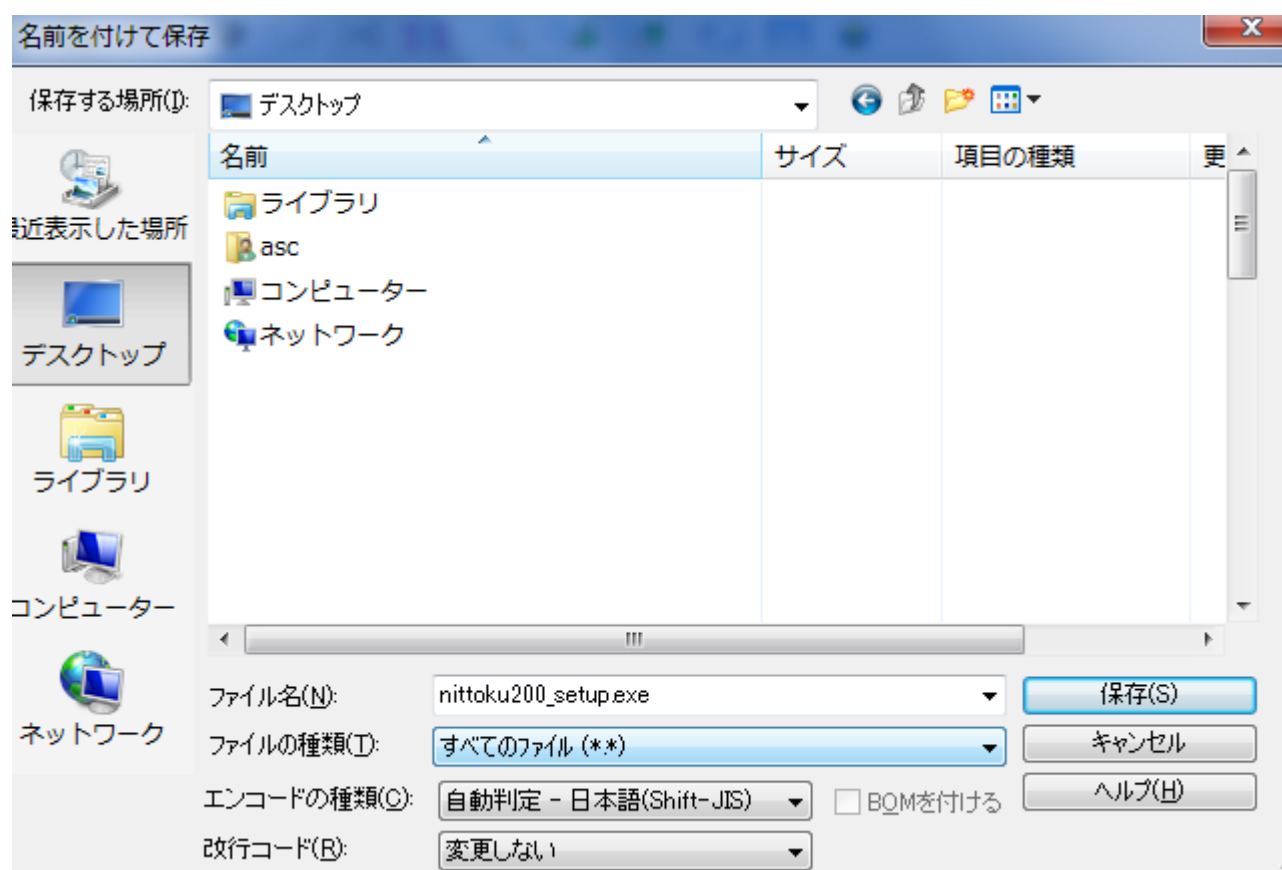 名前を付けて保存
保存する場所(I):
デスクトップ
名前
サイズ
項目の種類
更
ライブラリ
asc
コンピューター
ネットワーク
近表示した場所
デスクトップ
ライブラリ
コンピューター
ネットワーク
ファイル名(N):
nittoku200_setup.exe
保存(S)
ファイルの種類(T):
すべてのファイル (*.*)
キャンセル
エンコードの種類(C):
自動判定 - 日本語(Shift-JIS)
BOMを付ける
ヘルプ(H)
改行コード(R):
変更しない